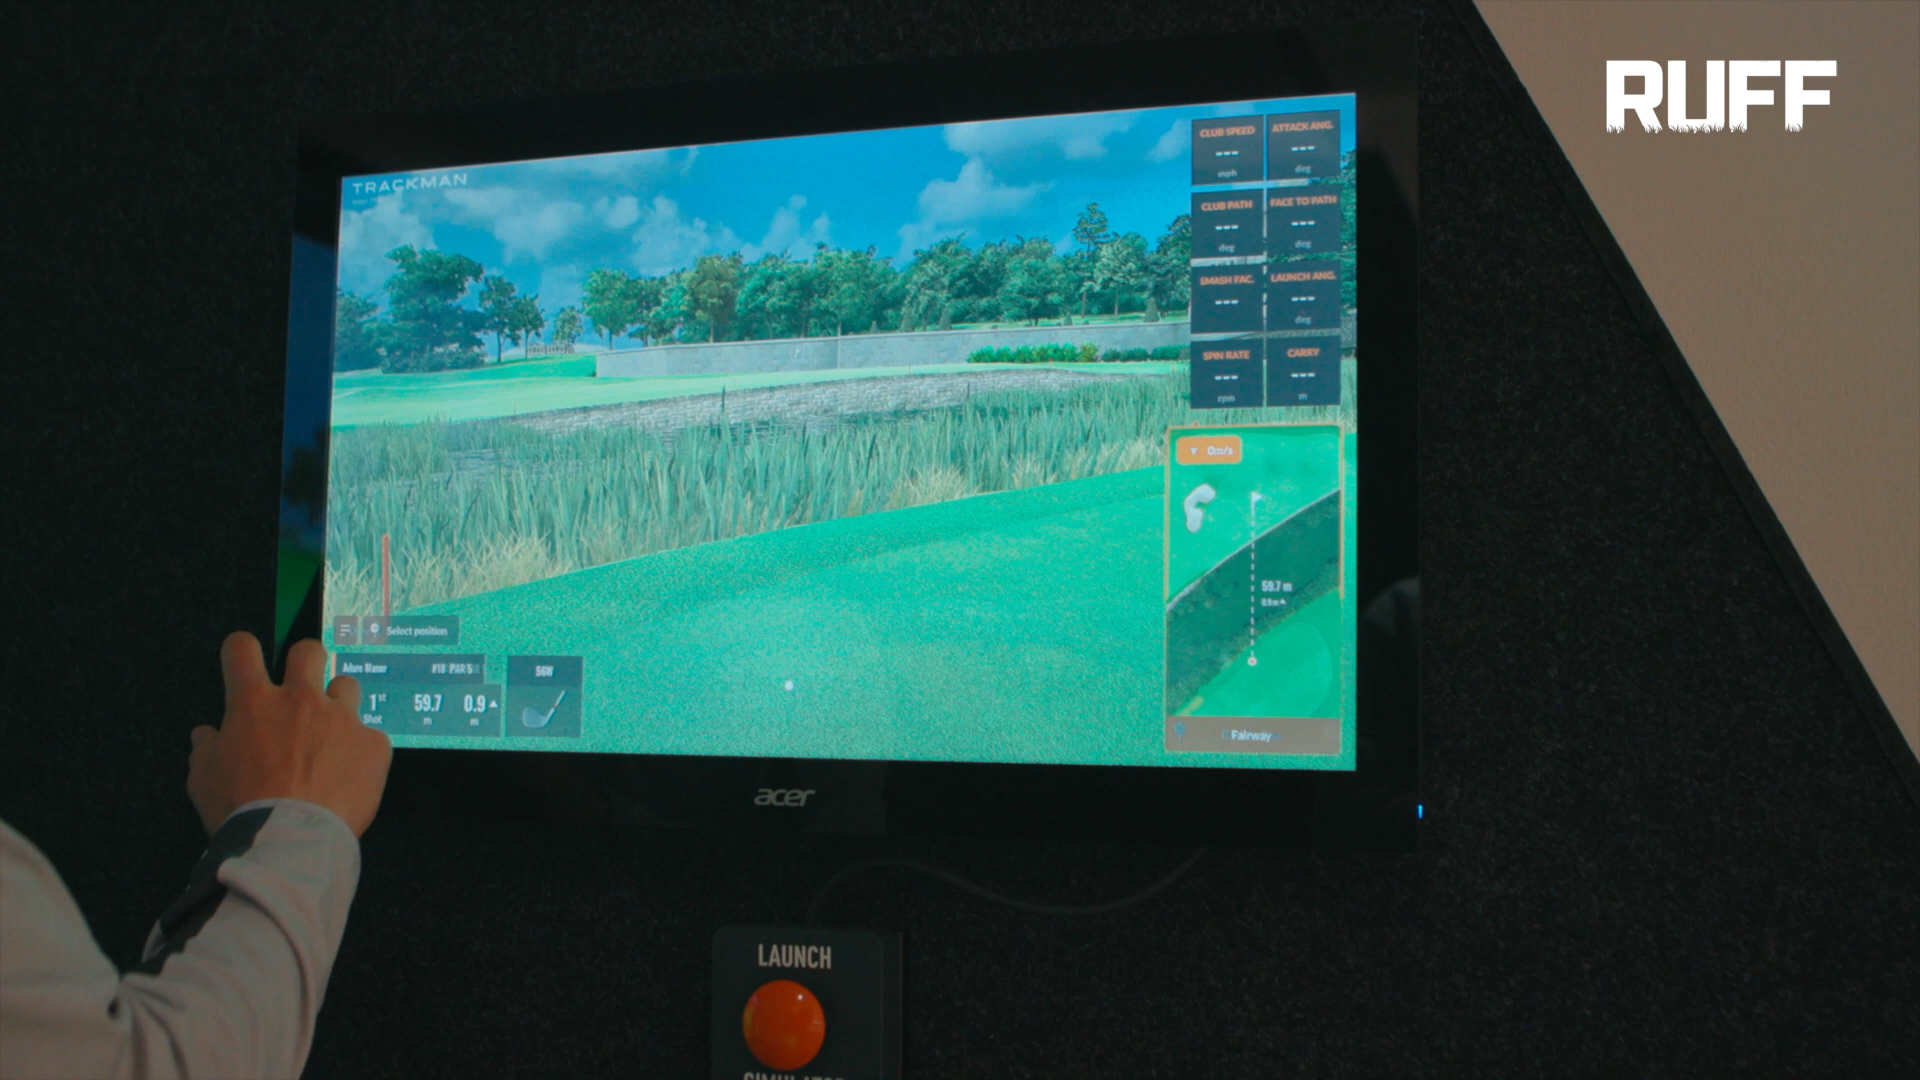 RUFF
TRACKMAN
CLUB SPEED
---
mph
ATTACK ANG.
---
deg
CLUB PATH
---
deg
FACE TO PATH
---
deg
SMASH FAC.
---
LAUNCH ANG.
---
deg
SPIN RATE
---
rpm
CARRY
---
m
0m/s
59.7 m
Fairway
Select position
Adare Manor #18 PAR 5
1st
Shot
59.7
m
0.9
m
56W
acer
LAUNCH
SIMULATOR